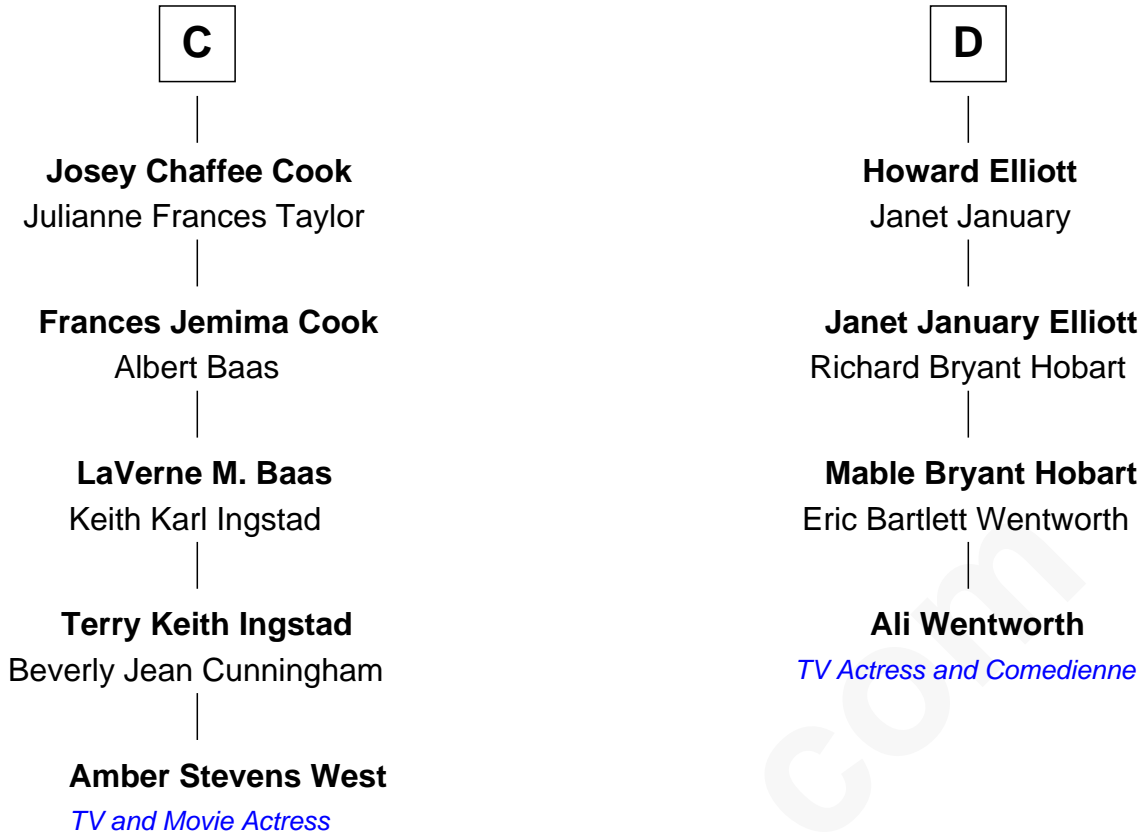 C
Josey Chaffee Cook
Julianne Frances Taylor
Frances Jemima Cook
Albert Baas
LaVerne M. Baas
Keith Karl Ingstad
Terry Keith Ingstad
Beverly Jean Cunningham
Amber Stevens West
TV and Movie Actress
D
Howard Elliott
Janet January
Janet January Elliott
Richard Bryant Hobart
Mable Bryant Hobart
Eric Bartlett Wentworth
Ali Wentworth
TV Actress and Comedienne
com